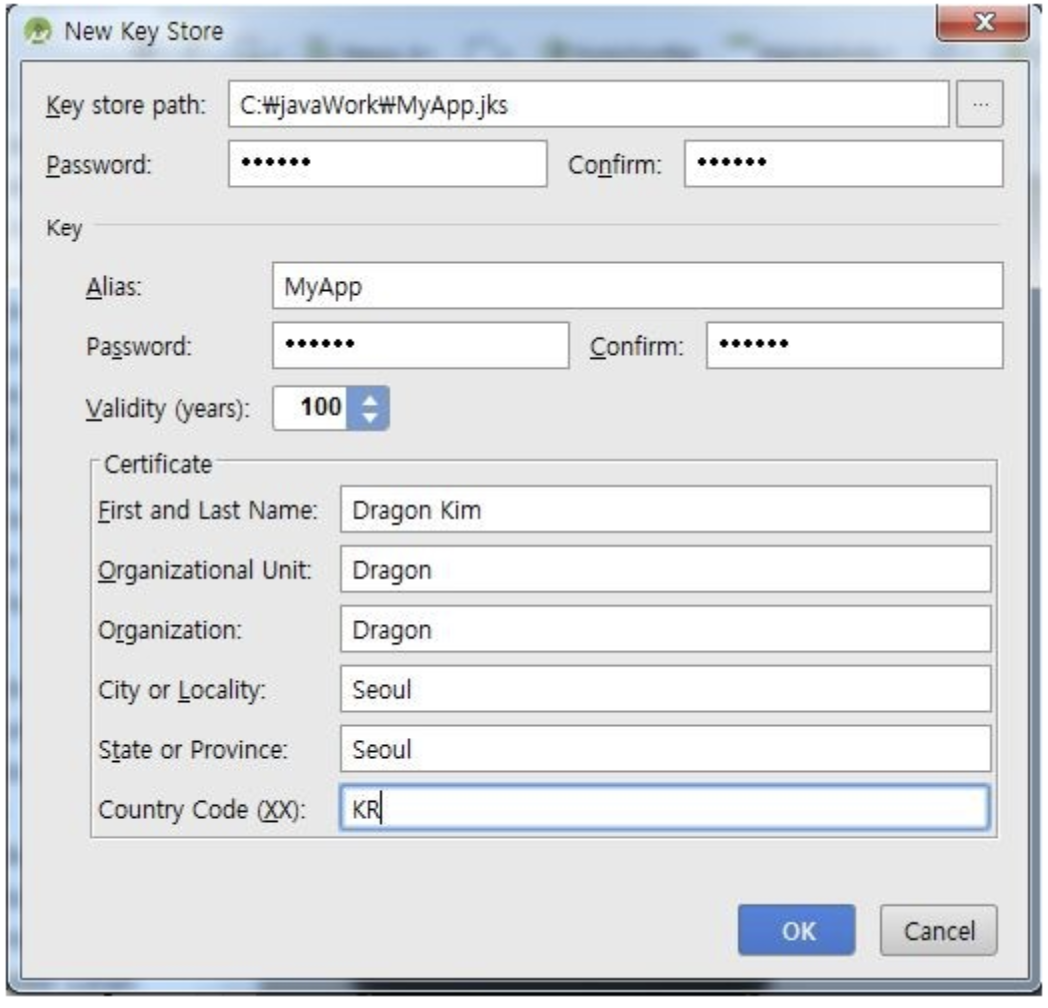 New Key Store
Key store path: C:₩javaWork₩MyApp.jks ...
Password: •••••• Confirm: ••••••
Key
Alias: MyApp
Password: •••••• Confirm: ••••••
Validity (years): 100
Certificate
First and Last Name: Dragon Kim
Organizational Unit: Dragon
Organization: Dragon
City or Locality: Seoul
State or Province: Seoul
Country Code (XX): KR
OK Cancel